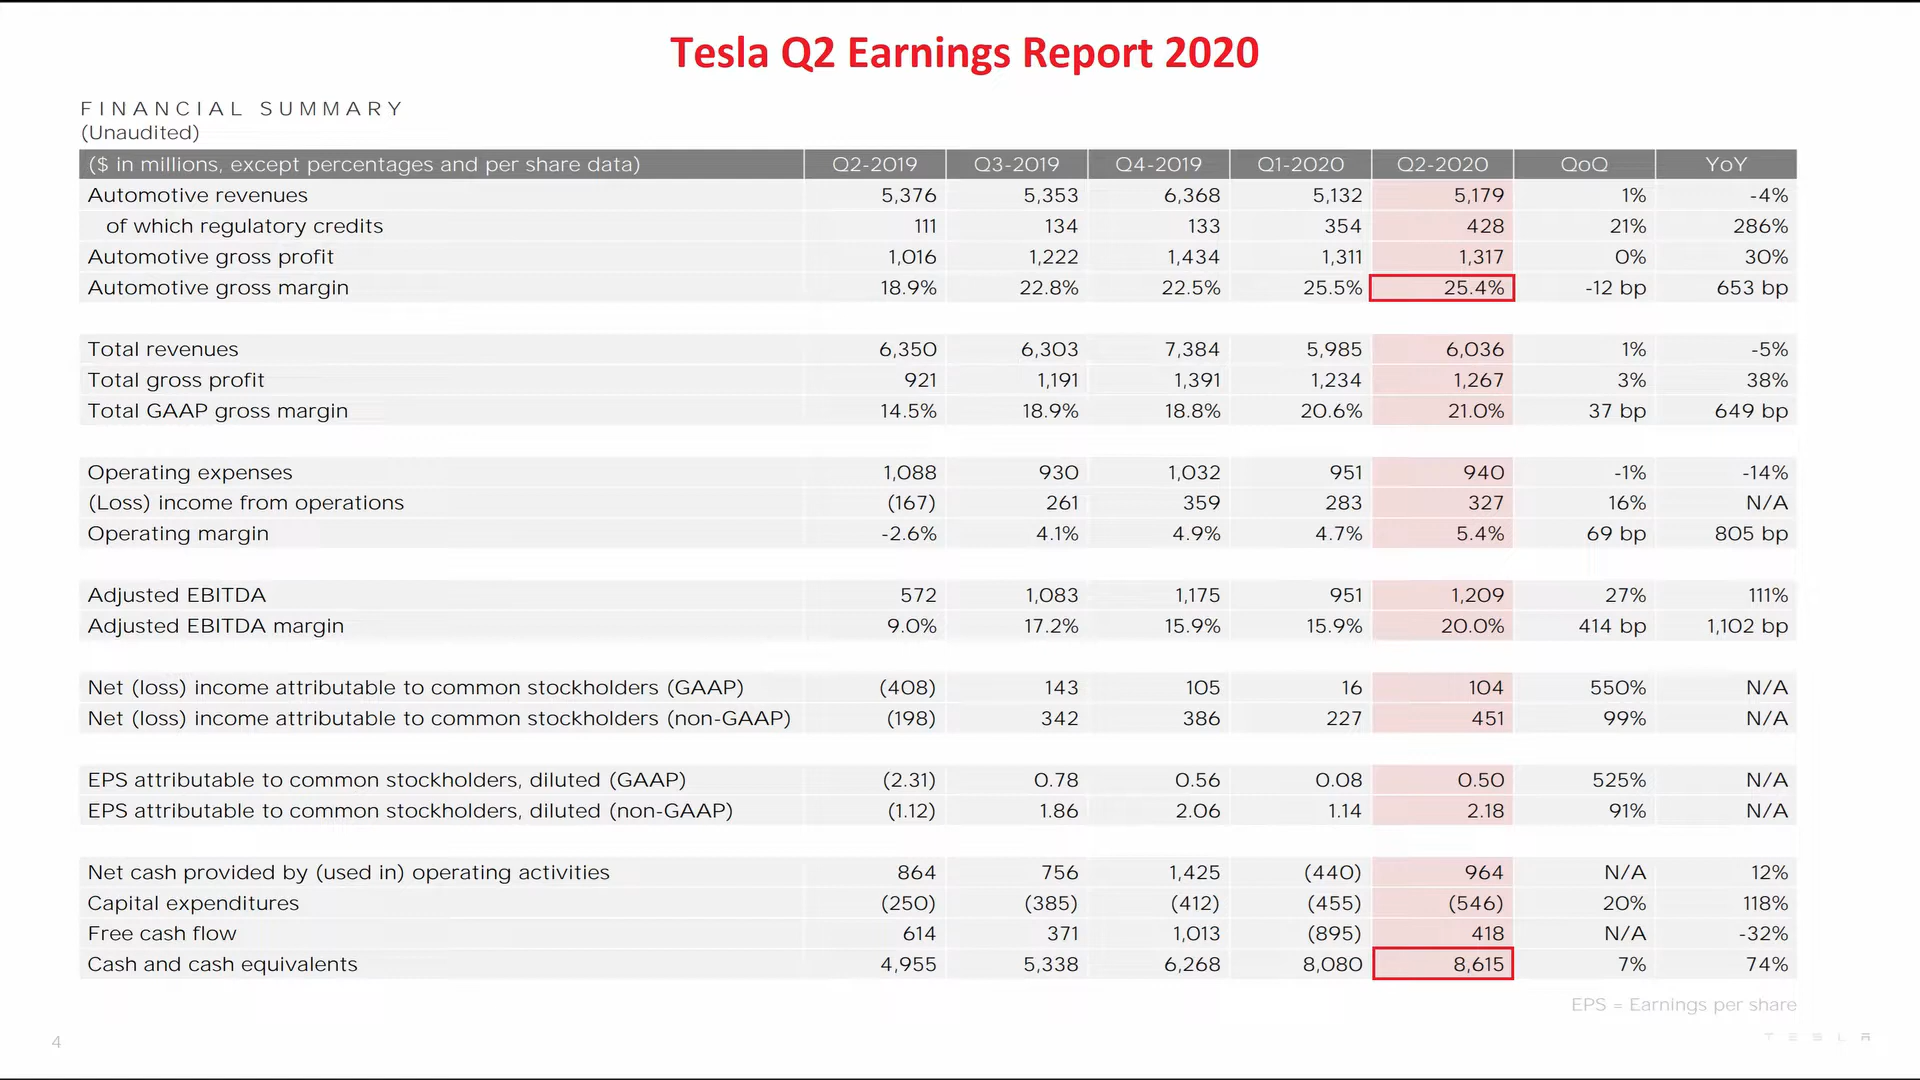 Tesla Q2 Earnings Report 2020
FINANCIAL SUMMARY
(Unaudited)
($ in millions, except percentages and per share data) Q2-2019 Q3-2019 Q4-2019 Q1-2020 Q2-2020 QoQ YoY
Automotive revenues 5,376 5,353 6,368 5,132 5,179 1% -4%
of which regulatory credits 111 134 133 354 428 21% 286%
Automotive gross profit 1,016 1,222 1,434 1,311 1,317 0% 30%
Automotive gross margin 18.9% 22.8% 22.5% 25.5% 25.4% -12 bp 653 bp
Total revenues 6,350 6,303 7,384 5,985 6,036 1% -5%
Total gross profit 921 1,191 1,391 1,234 1,267 3% 38%
Total GAAP gross margin 14.5% 18.9% 18.8% 20.6% 21.0% 37 bp 649 bp
Operating expenses 1,088 930 1,032 951 940 -1% -14%
(Loss) income from operations (167) 261 359 283 327 16% N/A
Operating margin -2.6% 4.1% 4.9% 4.7% 5.4% 69 bp 805 bp
Adjusted EBITDA 572 1,083 1,175 951 1,209 27% 111%
Adjusted EBITDA margin 9.0% 17.2% 15.9% 15.9% 20.0% 414 bp 1,102 bp
Net (loss) income attributable to common stockholders (GAAP) (408) 143 105 16 104 550% N/A
Net (loss) income attributable to common stockholders (non-GAAP) (198) 342 386 227 451 99% N/A
EPS attributable to common stockholders, diluted (GAAP) (2.31) 0.78 0.56 0.08 0.50 525% N/A
EPS attributable to common stockholders, diluted (non-GAAP) (1.12) 1.86 2.06 1.14 2.18 91% N/A
Net cash provided by (used in) operating activities 864 756 1,425 (440) 964 N/A 12%
Capital expenditures (250) (385) (412) (455) (546) 20% 118%
Free cash flow 614 371 1,013 (895) 418 N/A -32%
Cash and cash equivalents 4,955 5,338 6,268 8,080 8,615 7% 74%
EPS = Earnings per share
4
TESLA